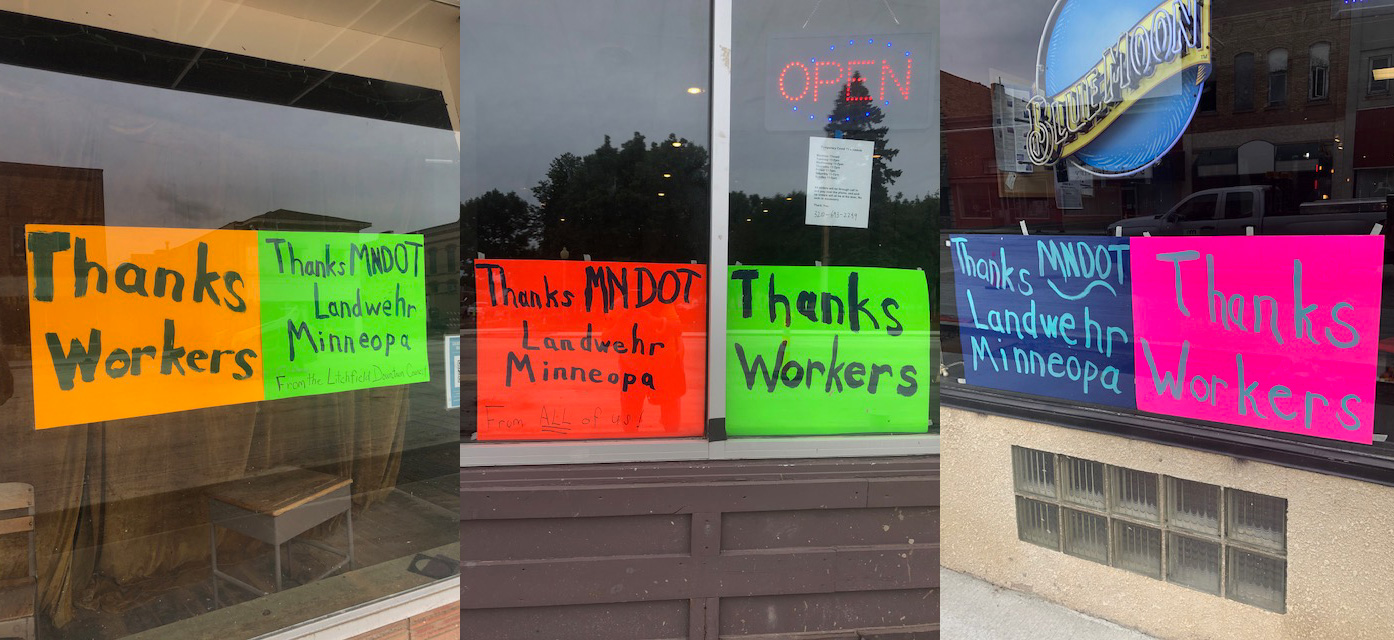 Thanks
Workers
Thanks MNDOT
Landwehr
Minneopa
From the Litchfield Downtown Council
Thanks MNDOT
Landwehr
Minneopa
From ALL of us!
OPEN
Thanks
Workers
BLUE MOON
Thanks MNDOT
Landwehr
Minneopa
Thanks
Workers